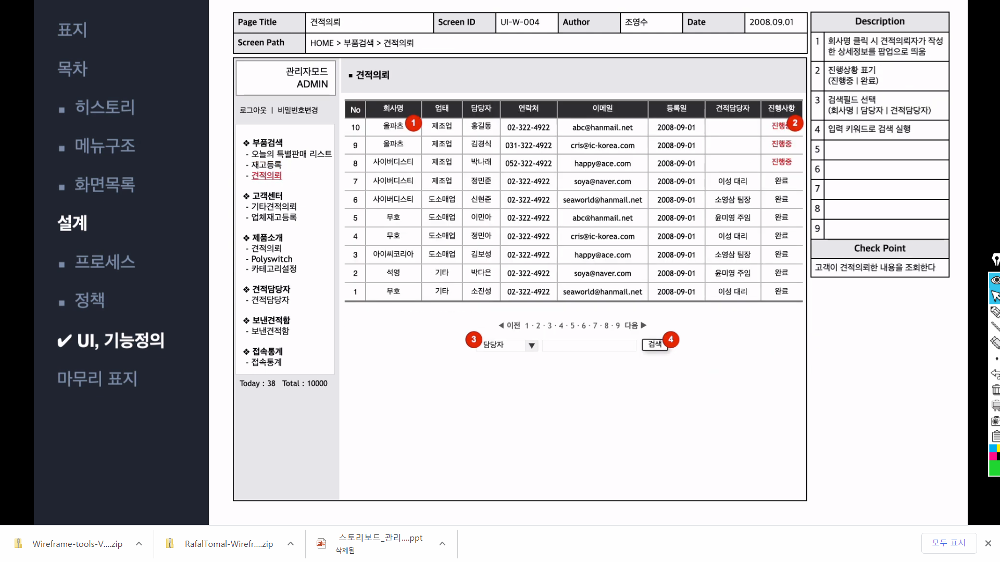 표지
목차
▪ 히스토리
▪ 메뉴구조
▪ 화면목록
설계
▪ 프로세스
▪ 정책
✔ UI, 기능정의
마무리 표지
Page Title 견적의뢰 Screen ID UI-W-004 Author 조영수 Date 2008.09.01
Screen Path HOME > 부품검색 > 견적의뢰
관리자모드
ADMIN
로그아웃 | 비밀번호변경
❖ 부품검색
- 오늘의 특별판매 리스트
- 재고등록
- 견적의뢰
❖ 고객센터
- 기타견적의뢰
- 업체재고등록
❖ 제품소개
- 견적의뢰
- Polyswitch
- 카테고리설정
❖ 견적담당자
- 견적담당자
❖ 보낸견적함
- 보낸견적함
❖ 접속통계
- 접속통계
Today : 38 Total : 10000
▪ 견적의뢰
No 회사명 업태 담당자 연락처 이메일 등록일 견적담당자 진행사항
10 올파츠 1 제조업 홍길동 02-322-4922 abc@hanmail.net 2008-09-01 진행 2
9 올파츠 제조업 김경식 031-322-4922 cris@ic-korea.com 2008-09-01 진행중
8 사이버디스티 제조업 박나래 052-322-4922 happy@ace.com 2008-09-01 진행중
7 사이버디스티 제조업 정민준 02-322-4922 soya@naver.com 2008-09-01 이성 대리 완료
6 사이버디스티 도소매업 신현준 02-322-4922 seaworld@hanmail.net 2008-09-01 소영삼 팀장 완료
5 무호 도소매업 이민아 02-322-4922 abc@hanmail.net 2008-09-01 윤미영 주임 완료
4 무호 도소매업 정민아 02-322-4922 cris@ic-korea.com 2008-09-01 이성 대리 완료
3 아이씨코리아 도소매업 김보성 02-322-4922 happy@ace.com 2008-09-01 소영삼 팀장 완료
2 석영 기타 박다은 02-322-4922 soya@naver.com 2008-09-01 윤미영 주임 완료
1 무호 기타 소진성 02-322-4922 seaworld@hanmail.net 2008-09-01 이성 대리 완료
◀ 이전 1 · 2 · 3 · 4 · 5 · 6 · 7 · 8 · 9 다음 ▶
3 담당자 ▼ 검색 4
Description
1 회사명 클릭 시 견적의뢰자가 작성
한 상세정보를 팝업으로 띄움
2 진행상황 표기
(진행중 | 완료)
3 검색필드 선택
(회사명 | 담당자 | 견적담당자)
4 입력 키워드로 검색 실행
5
6
7
8
9
Check Point
고객이 견적의뢰한 내용을 조회한다
Wireframe-tools-V....zip
RafalTomal-Wirefr....zip
스토리보드_관리....ppt
삭제됨
모두 표시